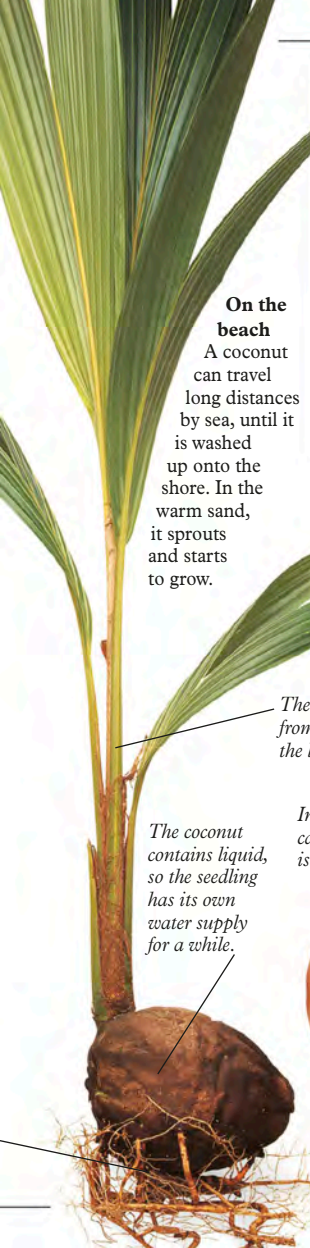 On the
beach
A coconut
can travel
long distances
by sea, until it
is washed
up onto the
shore. In the
warm sand,
it sprouts
and starts
to grow.
The
from
the
The coconut
contains liquid,
so the seedling
has its own
water supply
for a while.
In
is